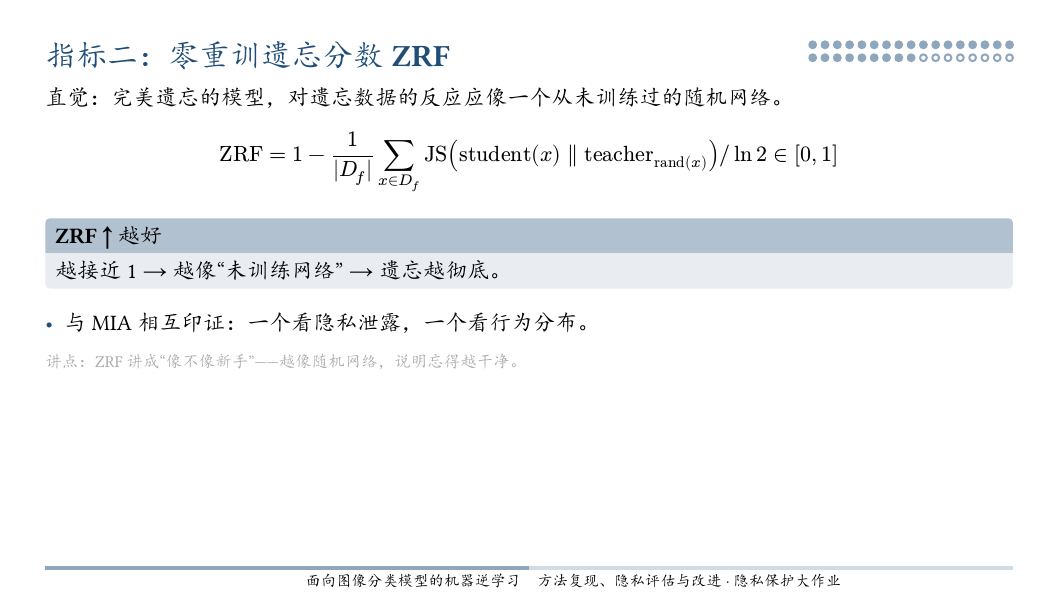 指标二：零重训遗忘分数 ZRF
直觉：完美遗忘的模型，对遗忘数据的反应应像一个从未训练过的随机网络。
ZRF = 1 − \frac{1}{|D_f|} \sum_{x∈D_f} JS(student(x) ∥ teacher_{rand(x)})/ ln 2 ∈ [0, 1]
ZRF ↑ 越好
越接近 1 → 越像“未训练网络” → 遗忘越彻底。
• 与 MIA 相互印证：一个看隐私泄露，一个看行为分布。
讲点：ZRF 讲成“像不像新手”——越像随机网络，说明忘得越干净。
面向图像分类模型的机器逆学习 方法复现、隐私评估与改进 · 隐私保护大作业